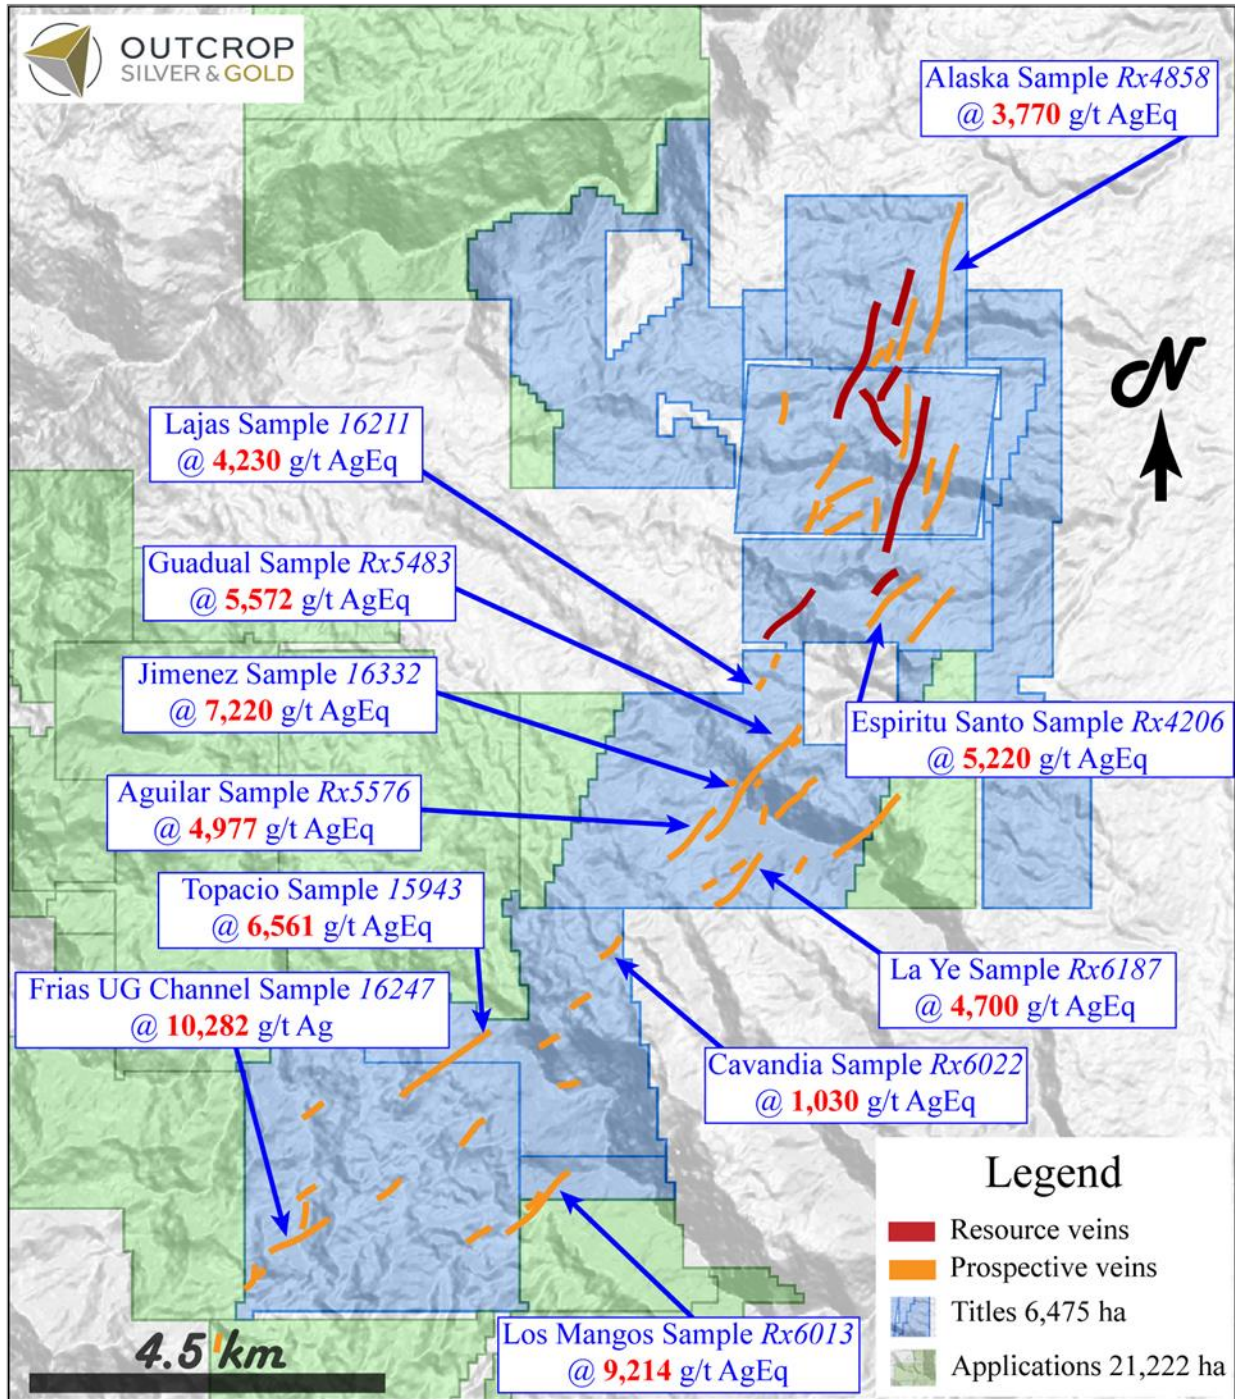 OUTCROP
SILVER & GOLD
Alaska Sample Rx4858
@ 3,770 g/t AgEq
N
Lajas Sample 16211
@ 4,230 g/t AgEq
Guadual Sample Rx5483
@ 5,572 g/t AgEq
Jimenez Sample 16332
@ 7,220 g/t AgEq
Espiritu Santo Sample Rx4206
@ 5,220 g/t AgEq
Aguilar Sample Rx5576
@ 4,977 g/t AgEq
Topacio Sample 15943
@ 6,561 g/t AgEq
La Ye Sample Rx6187
@ 4,700 g/t AgEq
Frias UG Channel Sample 16247
@ 10,282 g/t Ag
Cavandia Sample Rx6022
@ 1,030 g/t AgEq
Los Mangos Sample Rx6013
@ 9,214 g/t AgEq
4.5 km
Legend
Resource veins
Prospective veins
Titles 6,475 ha
Applications 21,222 ha